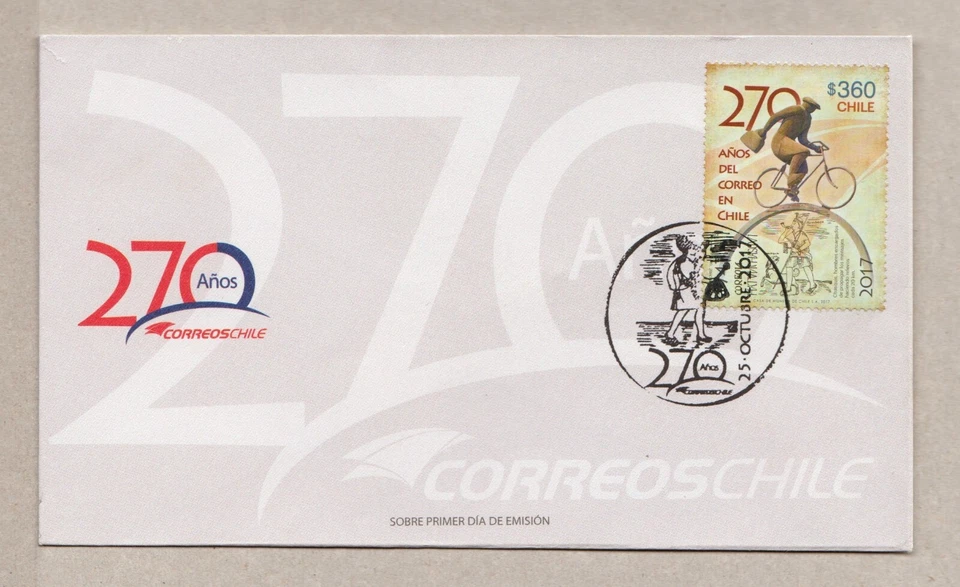 270
Años
CORREOSCHILE
270
$360
CHILE
AÑOS
DEL
CORREO
EN
CHILE
2017
270
Años
CORREOSCHILE
25·OCTUBRE·2017
270
Años
CORREOSCHILE
SOBRE PRIMER DÍA DE EMISIÓN